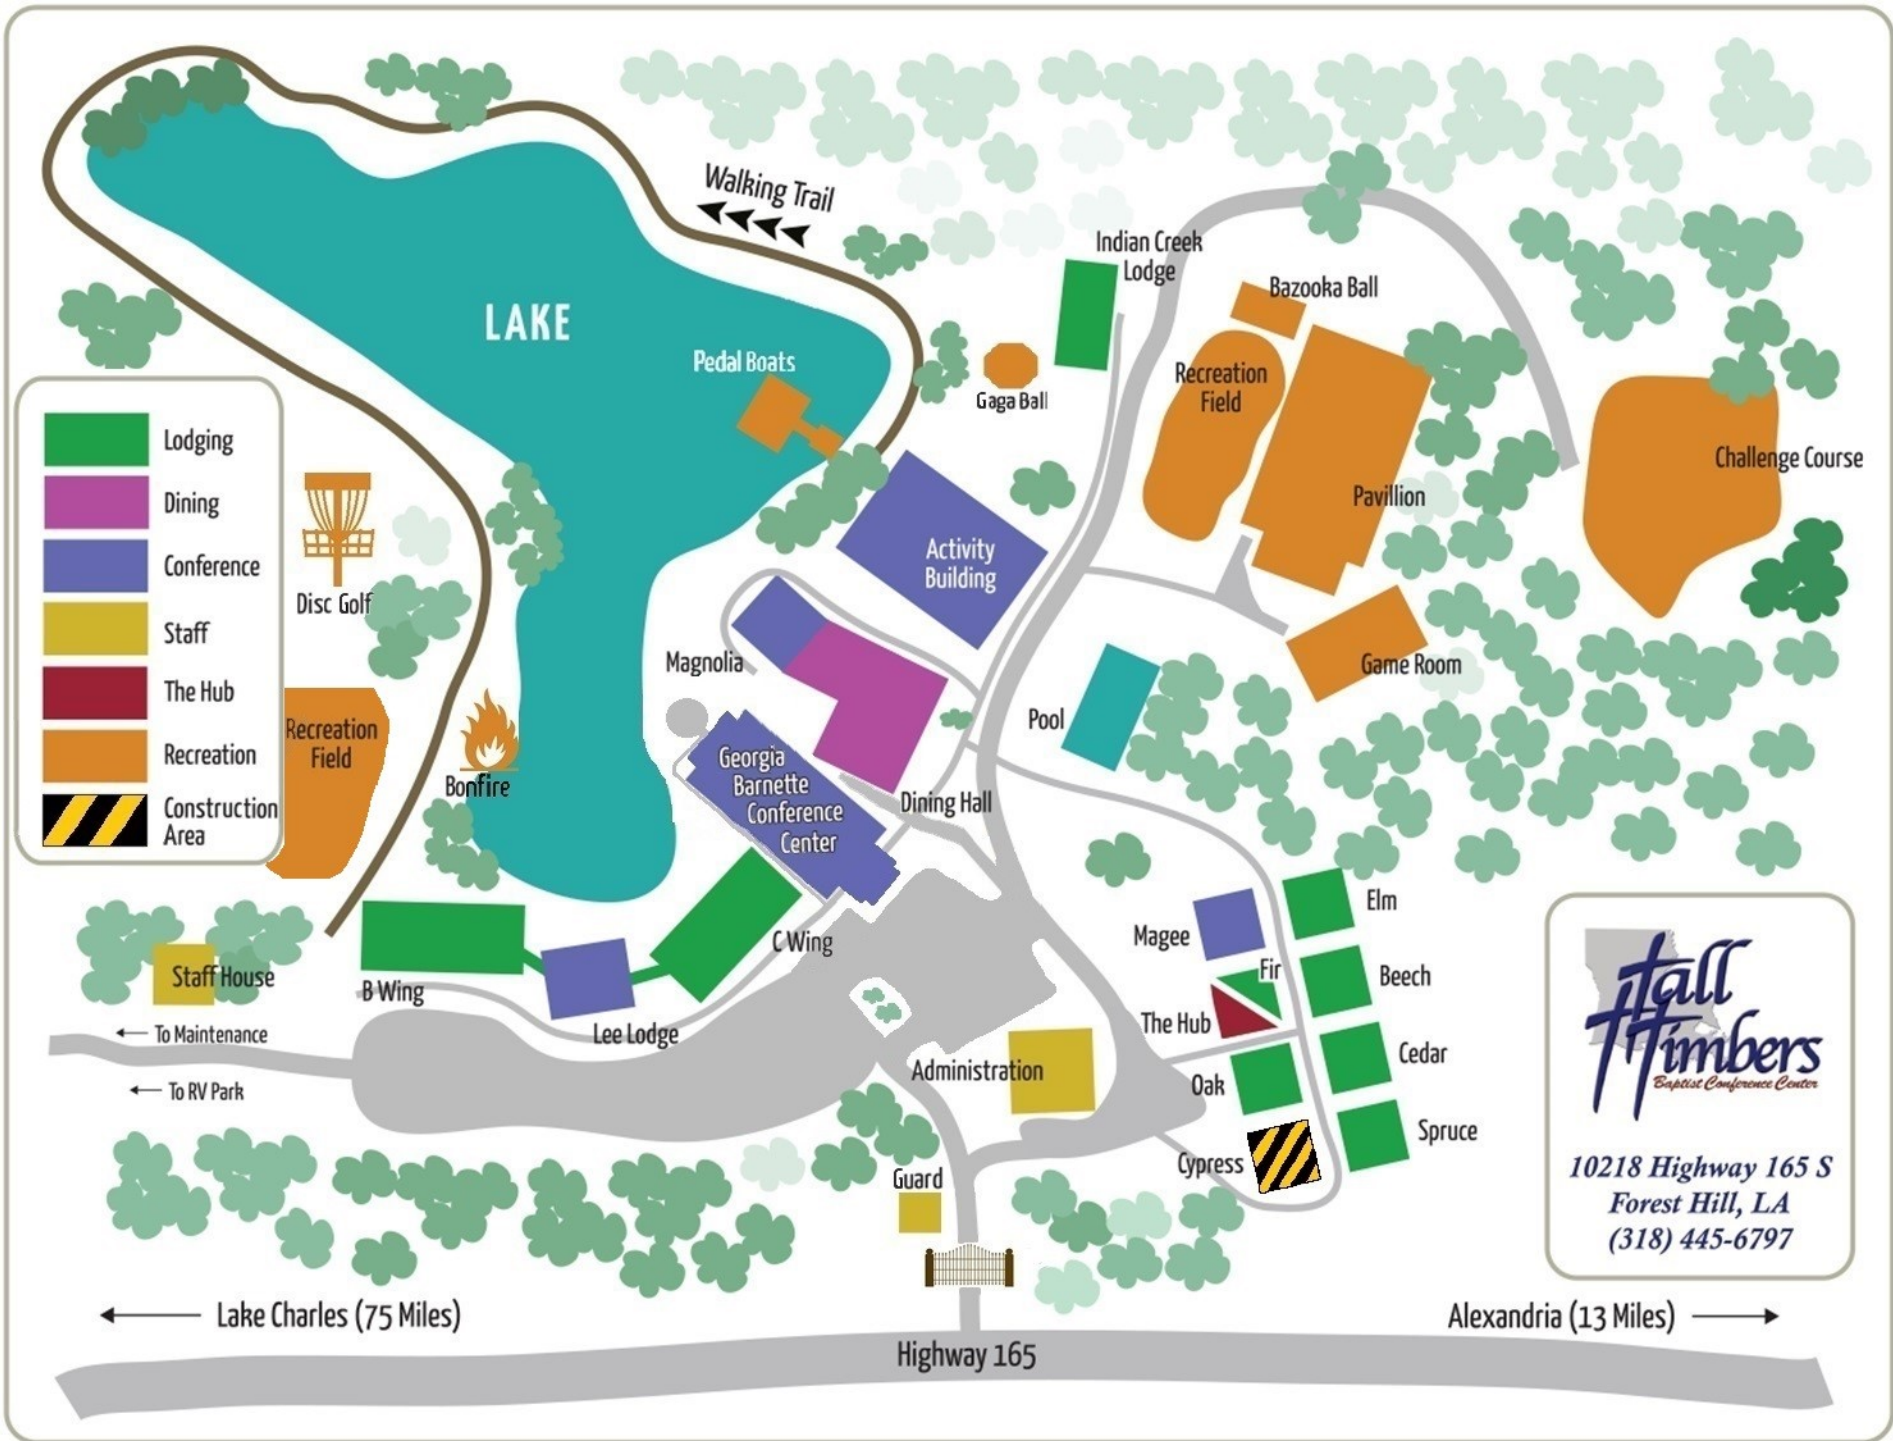 Walking Trail
Indian Creek
Lodge
Bazooka Ball
LAKE
Pedal Boats
Gaga Ball
Recreation
Field
Challenge Course
Pavillion
Lodging
Dining
Conference
Staff
The Hub
Recreation
Construction
Area
Disc Golf
Activity
Building
Magnolia
Game Room
Pool
Recreation
Field
Bonfire
Georgia
Barnette
Conference
Center
Dining Hall
C Wing
B Wing
Lee Lodge
Staff House
To Maintenance
To RV Park
Administration
Magee
Elm
Fir
Beech
The Hub
Cedar
Oak
Spruce
Cypress
Guard
Tall
Timbers
Baptist Conference Center
10218 Highway 165 S
Forest Hill, LA
(318) 445-6797
Lake Charles (75 Miles)
Alexandria (13 Miles)
Highway 165